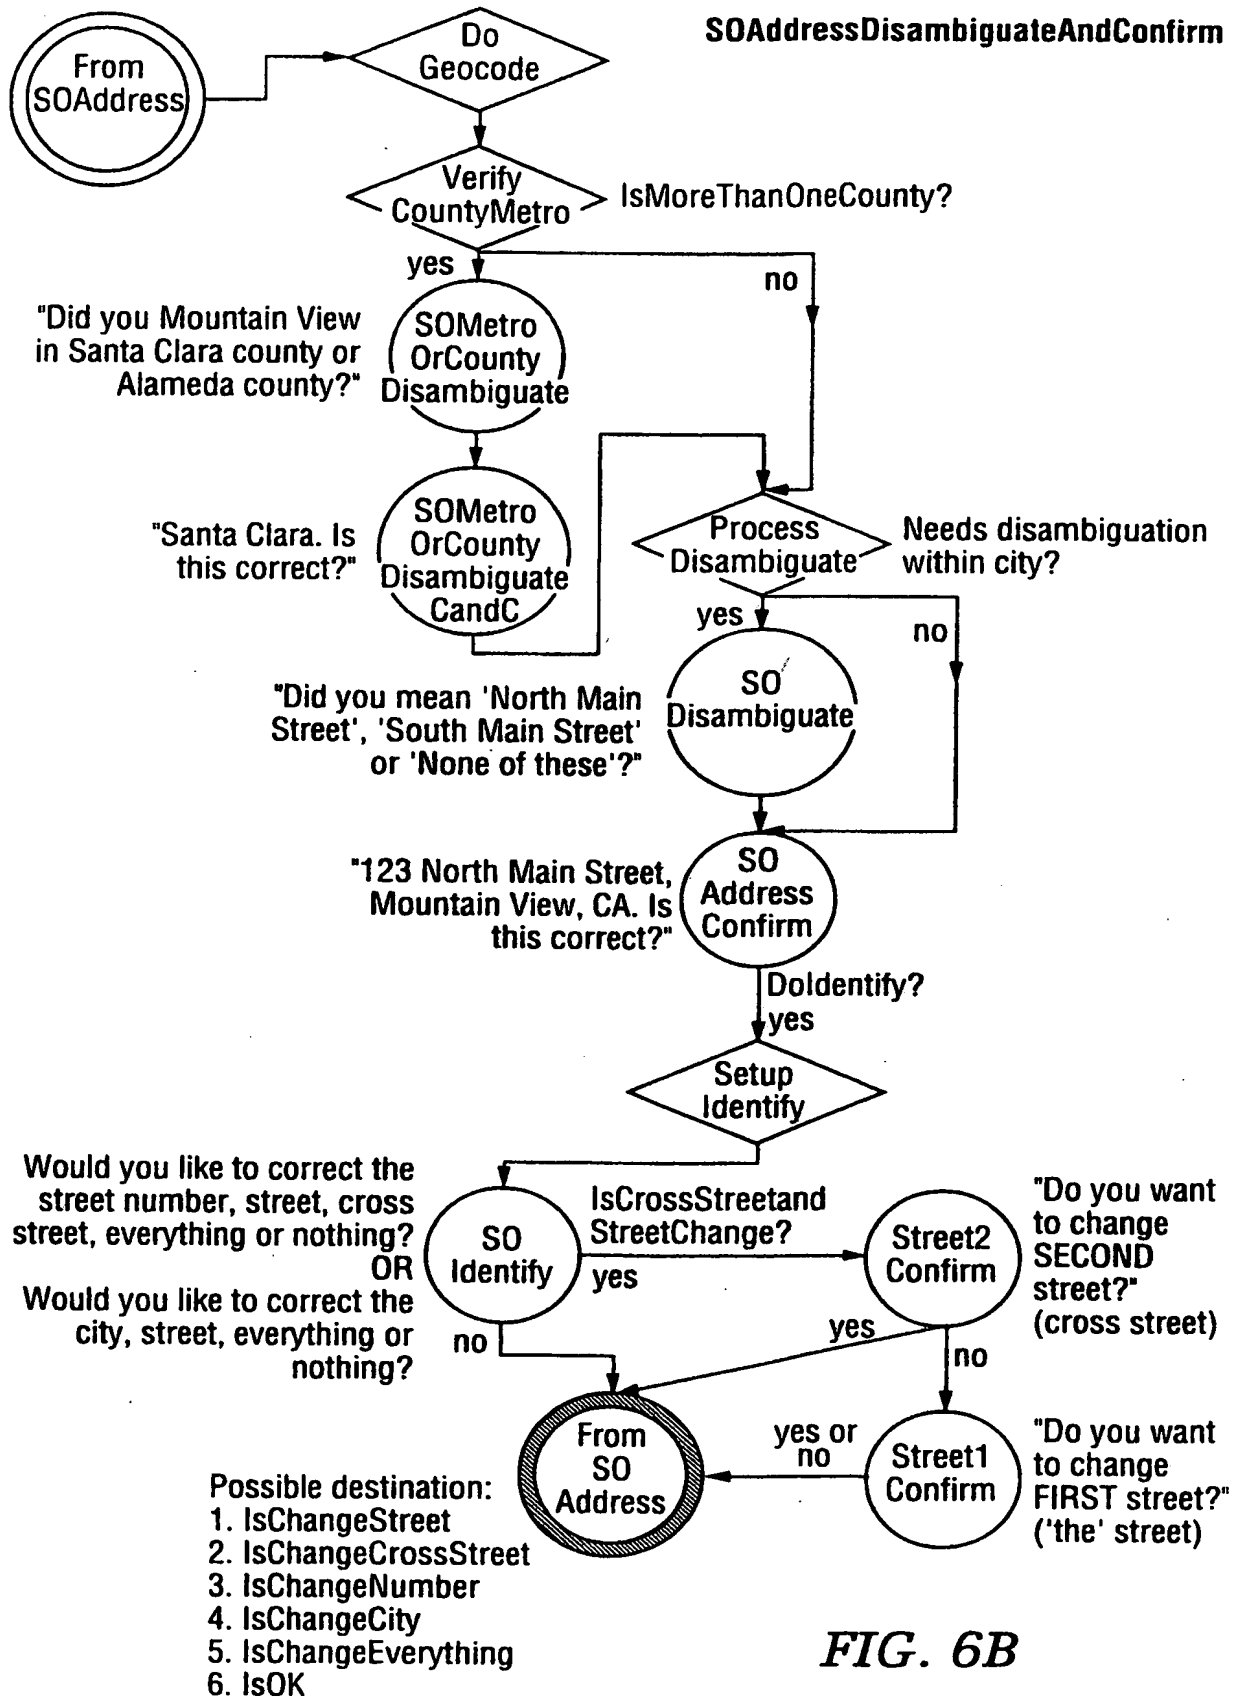 SOAddressDisambiguateAndConfirm
From
SOAddress
Do
Geocode
Verify
CountyMetro
IsMoreThanOneCounty?
yes
no
"Did you Mountain View
in Santa Clara county or
Alameda county?"
SOMetro
OrCounty
Disambiguate
"Santa Clara. Is
this correct?"
SOMetro
OrCounty
Disambiguate
CandC
Process
Disambiguate
Needs disambiguation
within city?
yes
no
"Did you mean 'North Main
Street', 'South Main Street'
or 'None of these'?"
SO
Disambiguate
"123 North Main Street,
Mountain View, CA. Is
this correct?"
SO
Address
Confirm
DoIdentify?
yes
Setup
Identify
Would you like to correct the
street number, street, cross
street, everything or nothing?
OR
Would you like to correct the
city, street, everything or
nothing?
SO
Identify
IsCrossStreetand
StreetChange?
yes
no
Street2
Confirm
"Do you want
to change
SECOND
street?"
(cross street)
yes
no
From
SO
Address
yes or
no
Street1
Confirm
"Do you want
to change
FIRST street?"
('the' street)
Possible destination:
1. IsChangeStreet
2. IsChangeCrossStreet
3. IsChangeNumber
4. IsChangeCity
5. IsChangeEverything
6. IsOK
FIG. 6B